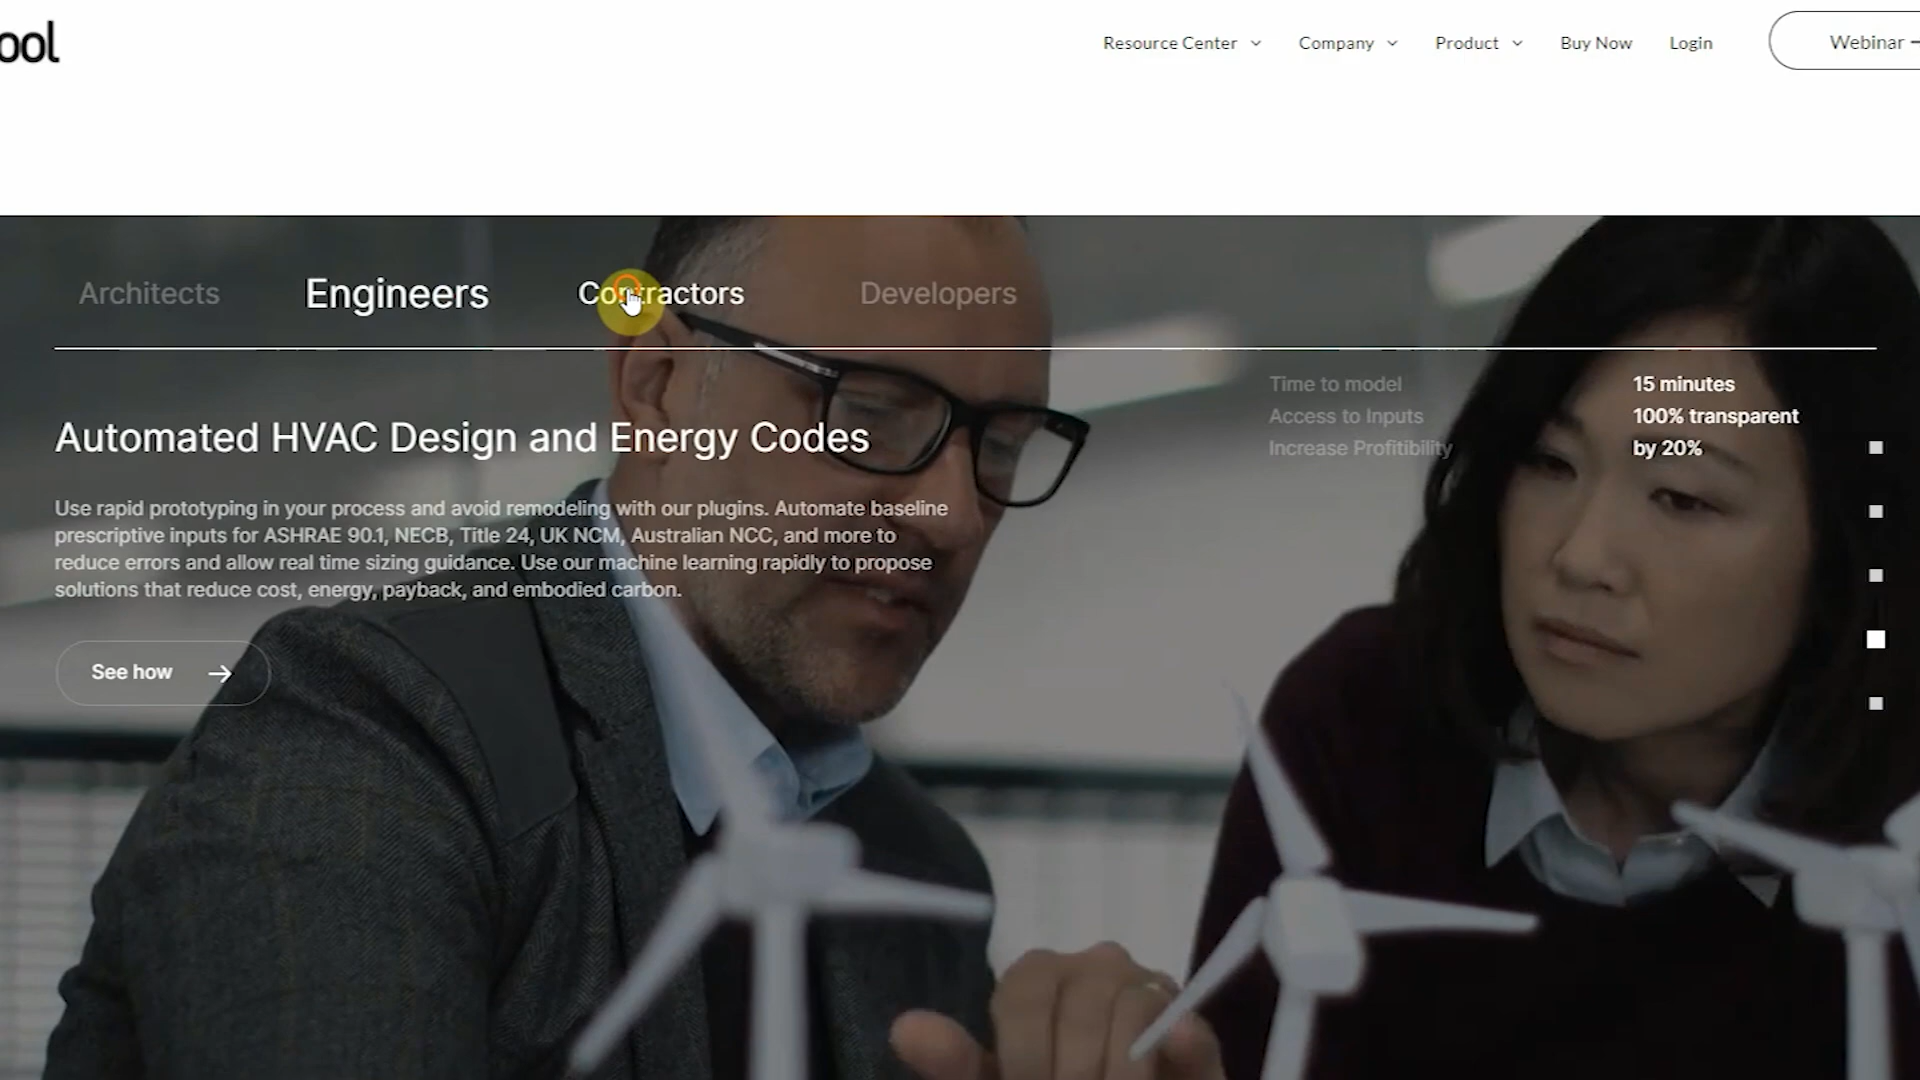 ool
Resource Center
Company
Product
Buy Now
Login
Webinar
Architects
Engineers
Contractors
Developers
Time to model 15 minutes
Access to Inputs 100% transparent
Increase Profitibility by 20%
Automated HVAC Design and Energy Codes
Use rapid prototyping in your process and avoid remodeling with our plugins. Automate baseline
prescriptive inputs for ASHRAE 90.1, NECB, Title 24, UK NCM, Australian NCC, and more to
reduce errors and allow real time sizing guidance. Use our machine learning rapidly to propose
solutions that reduce cost, energy, payback, and embodied carbon.
See how